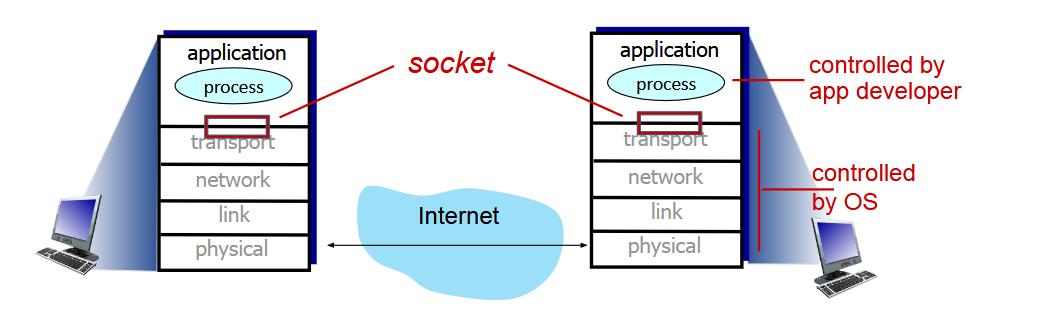 application
process
transport
network
link
physical
socket
Internet
application
process
transport
network
link
physical
controlled by
app developer
controlled
by OS